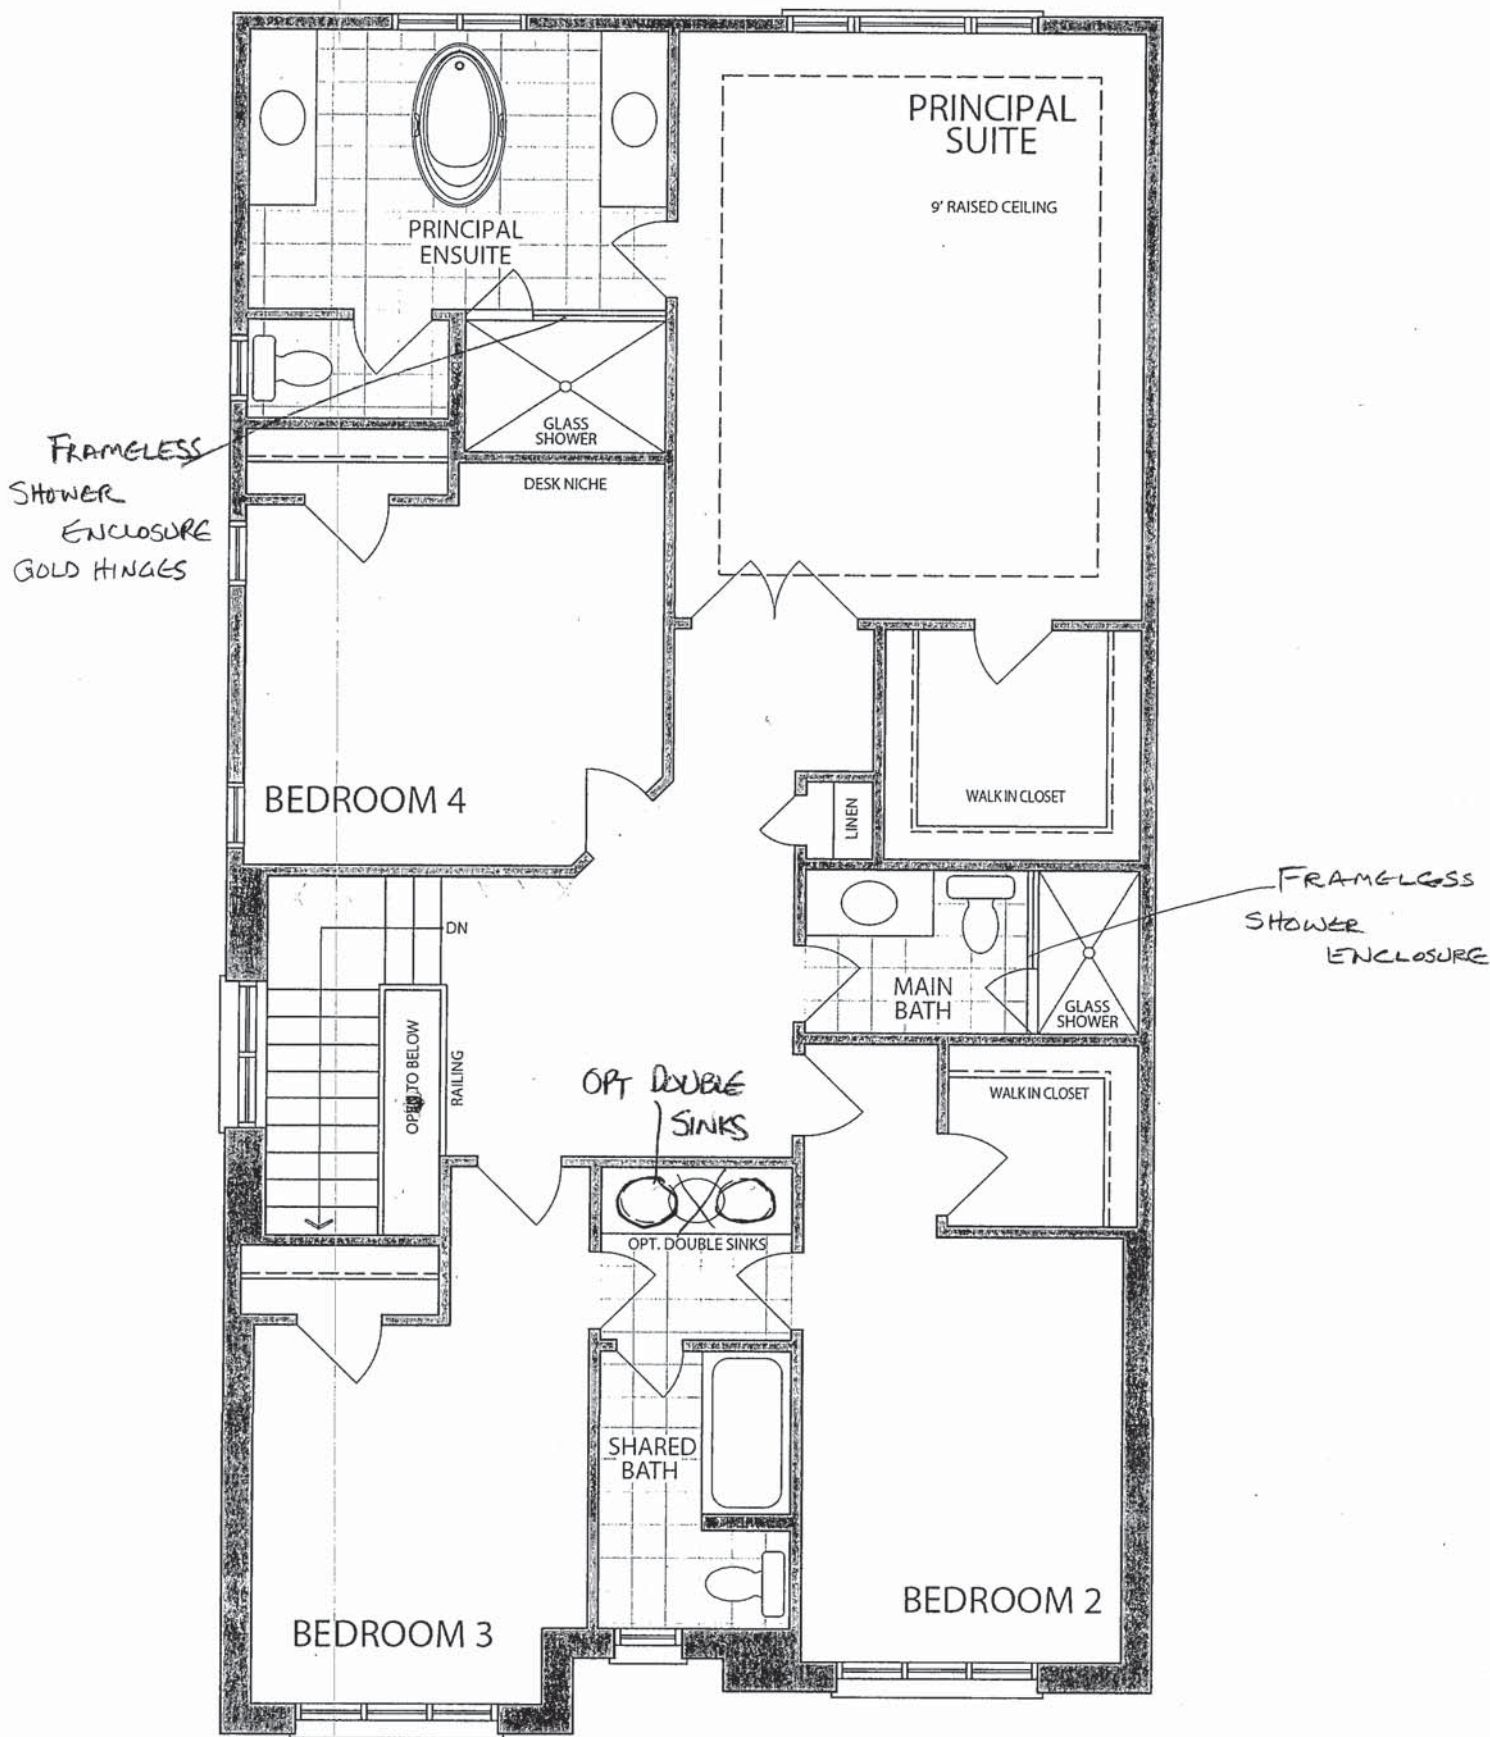 PRINCIPAL
SUITE
9' RAISED CEILING
PRINCIPAL
ENSUITE
GLASS
SHOWER
FRAMELESS
SHOWER
ENCLOSURE
GOLD HINGES
DESK NICHE
BEDROOM 4
LINEN
WALK IN CLOSET
FRAMELESS
SHOWER
ENCLOSURE
DN
MAIN
BATH
GLASS
SHOWER
OPEN TO BELOW
RAILING
OPT DOUBLE
SINKS
WALK IN CLOSET
OPT. DOUBLE SINKS
SHARED
BATH
BEDROOM 2
BEDROOM 3